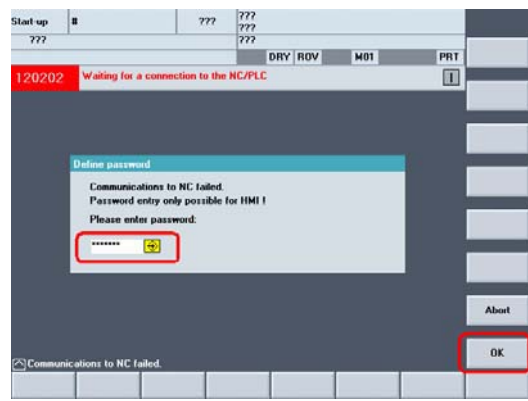 Start-up # ??? ???
???
??? ???
DRY ROV M01 PRT
120202 Waiting for a connection to the NC/PLC
Define password
Communications to NC failed.
Password entry only possible for HMI !
Please enter password:
*******
Abort
OK
Communications to NC failed.